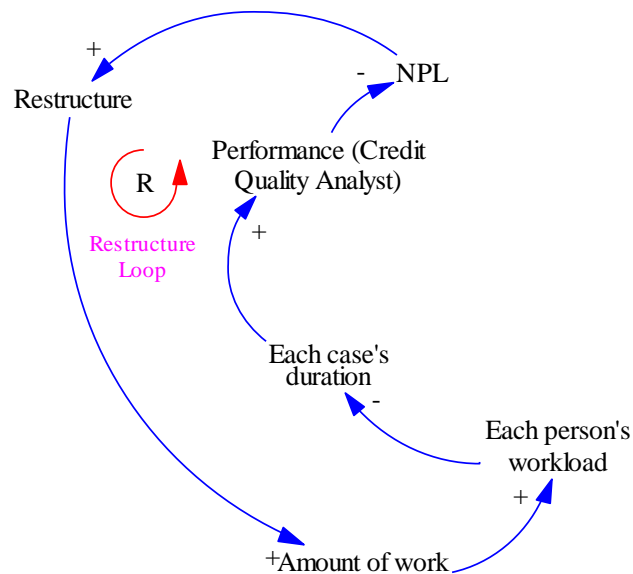 +
-
NPL
Restructure
Performance (Credit
Quality Analyst)
R
+
Restructure
Loop
Each case's
duration
-
Each person's
workload
+
+
Amount of work